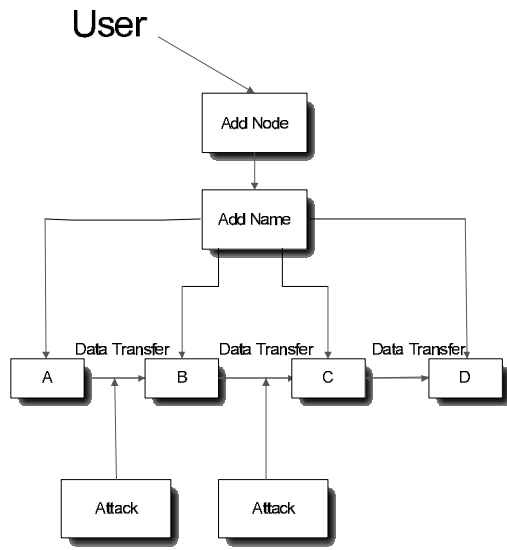 User
Add Node
Add Name
Data Transfer
Data Transfer
Data Transfer
A
B
C
D
Attack
Attack